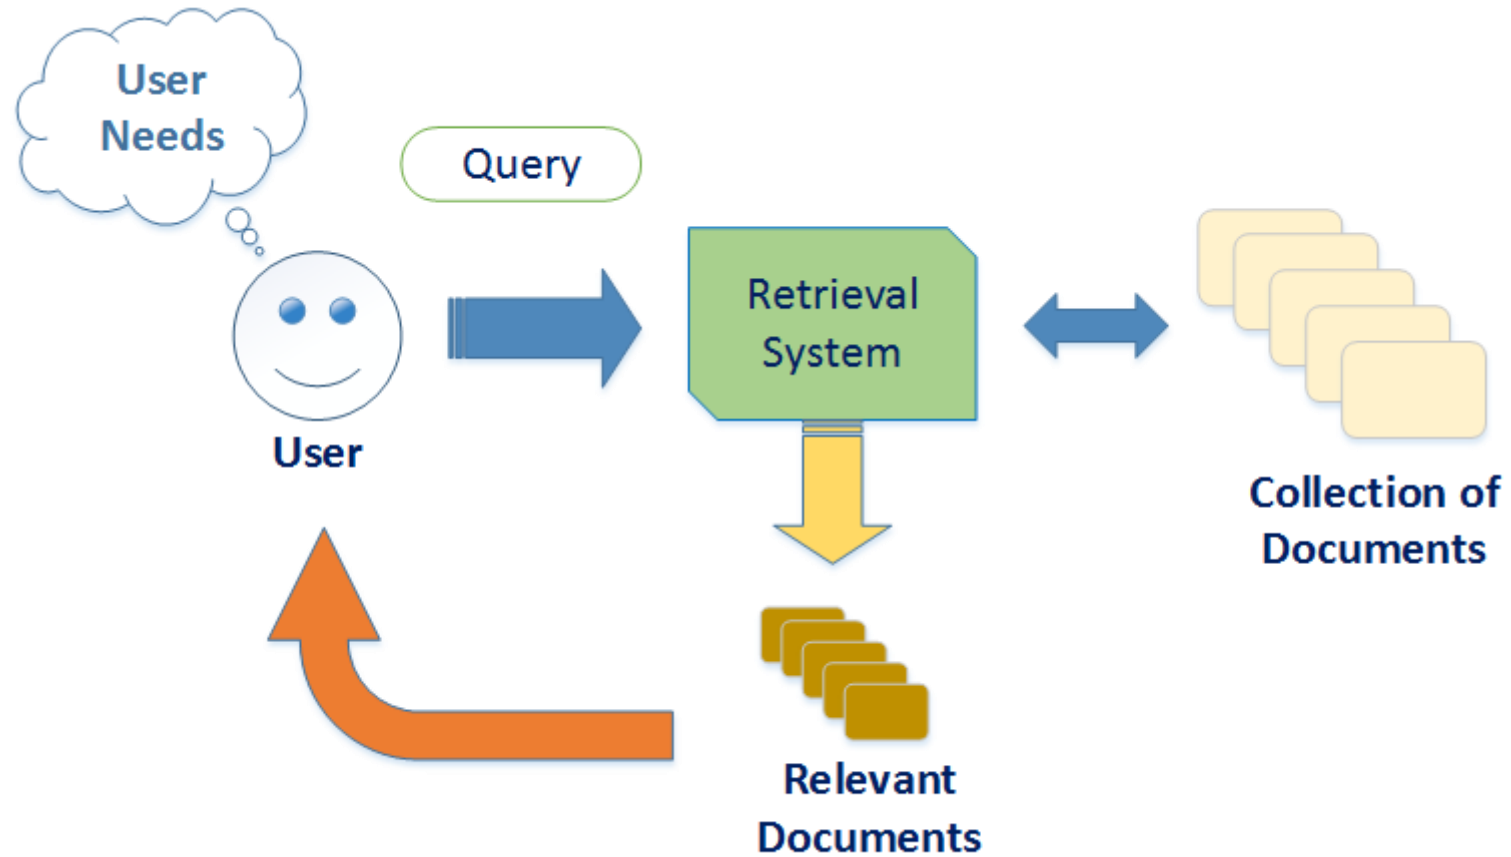 User
Needs
Query
Retrieval
System
User
Collection of
Documents
Relevant
Documents